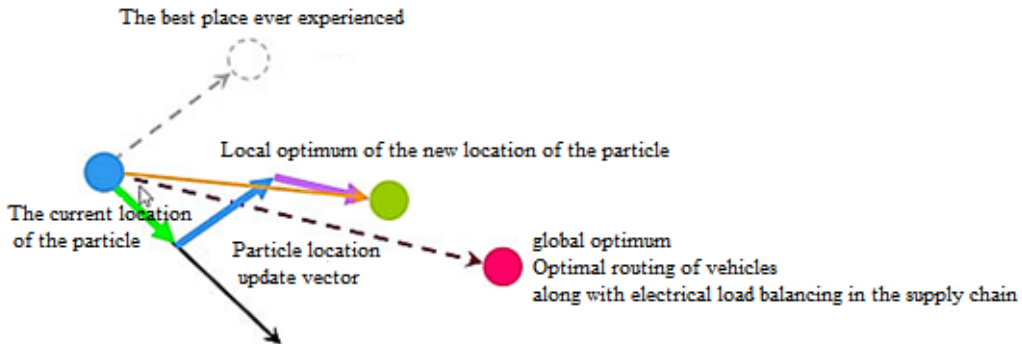 The best place ever experienced
Local optimum of the new location of the particle
The current location
of the particle
Particle location
update vector
global optimum
Optimal routing of vehicles
along with electrical load balancing in the supply chain